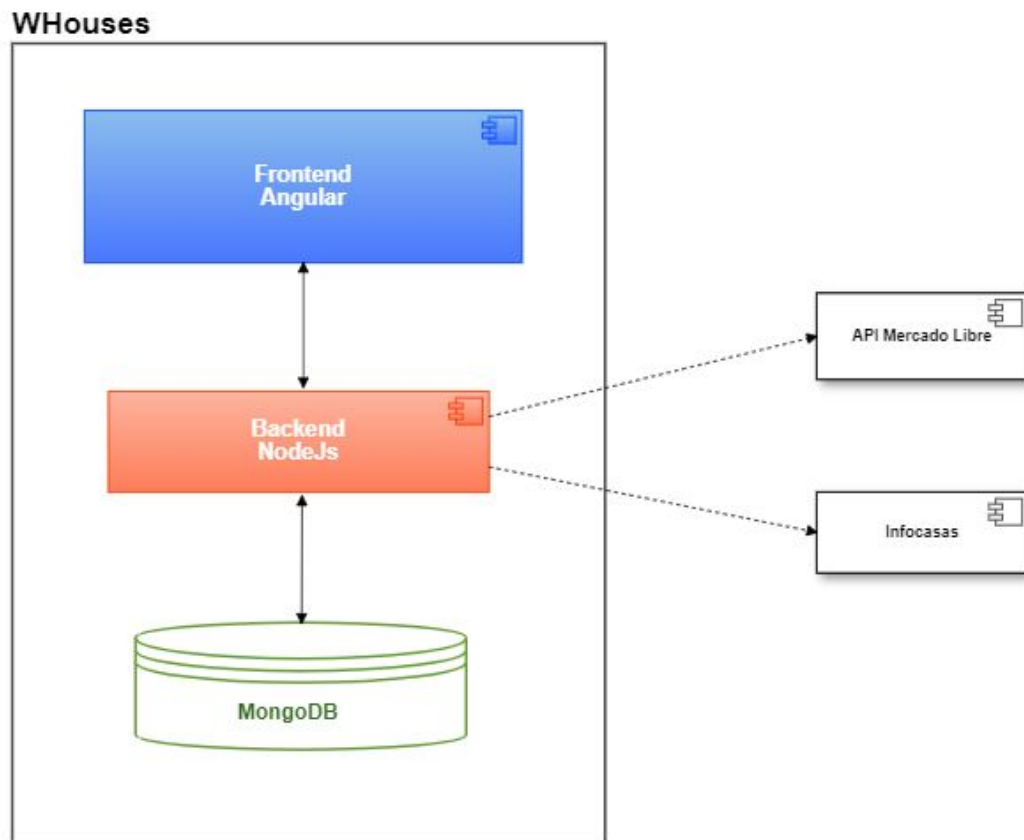 WHouses
Frontend
Angular
API Mercado Libre
Backend
NodeJs
Infocasas
MongoDB